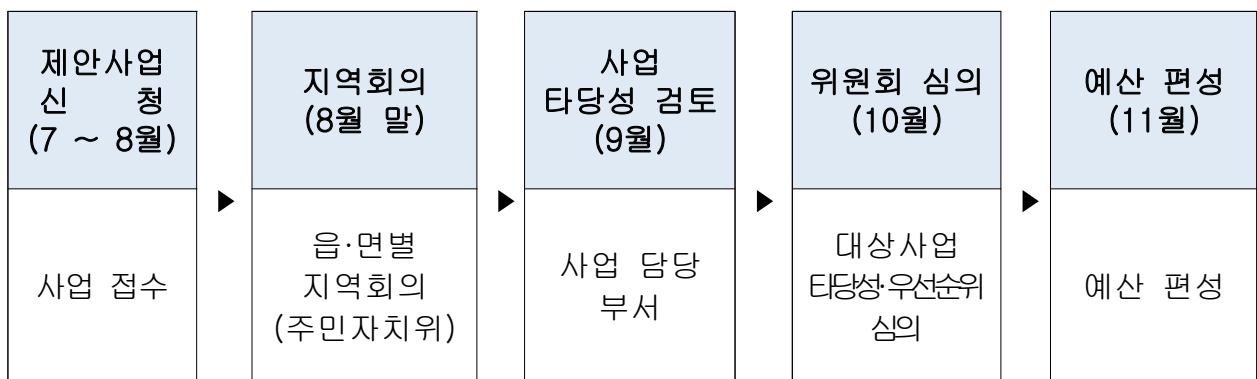 제안사업
신 청
(7 ~ 8월)
사업 접수
▶
지역회의
(8월 말)
읍·면별
지역회의
(주민자치위)
▶
사업
타당성 검토
(9월)
사업 담당
부서
▶
위원회 심의
(10월)
대상사업
타당성·우선순위
심의
▶
예산 편성
(11월)
예산 편성